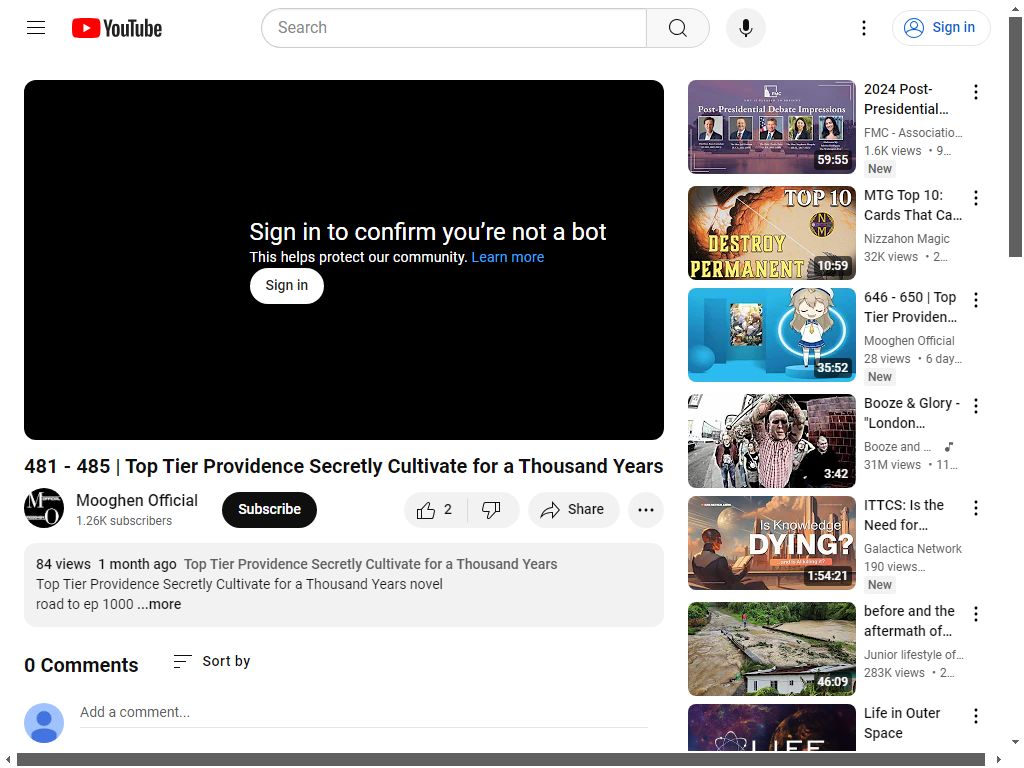 YouTube
Search
Sign in
Sign in to confirm you’re not a bot
This helps protect our community. Learn more
Sign in
481 - 485 | Top Tier Providence Secretly Cultivate for a Thousand Years
Mooghen Official
1.26K subscribers
Subscribe
2
Share
84 views 1 month ago Top Tier Providence Secretly Cultivate for a Thousand Years
Top Tier Providence Secretly Cultivate for a Thousand Years novel
road to ep 1000 ...more
0 Comments
Sort by
Add a comment...
FMC
Post-Presidential Debate Impressions
59:55
2024 Post-
Presidential...
FMC - Associatio...
1.6K views • 9...
New
TOP 10
DESTROY
PERMANENT
10:59
MTG Top 10:
Cards That Ca...
Nizzahon Magic
32K views • 2...
35:52
646 - 650 | Top
Tier Providen...
Mooghen Official
28 views • 6 day...
New
3:42
Booze & Glory -
"London...
Booze and ...
31M views • 11...
Is Knowledge
DYING?
and is AI killing it?
1:54:21
ITTCS: Is the
Need for...
Galactica Network
190 views...
New
46:09
before and the
aftermath of...
Junior lifestyle of...
283K views • 2...
LIFE
Life in Outer
Space